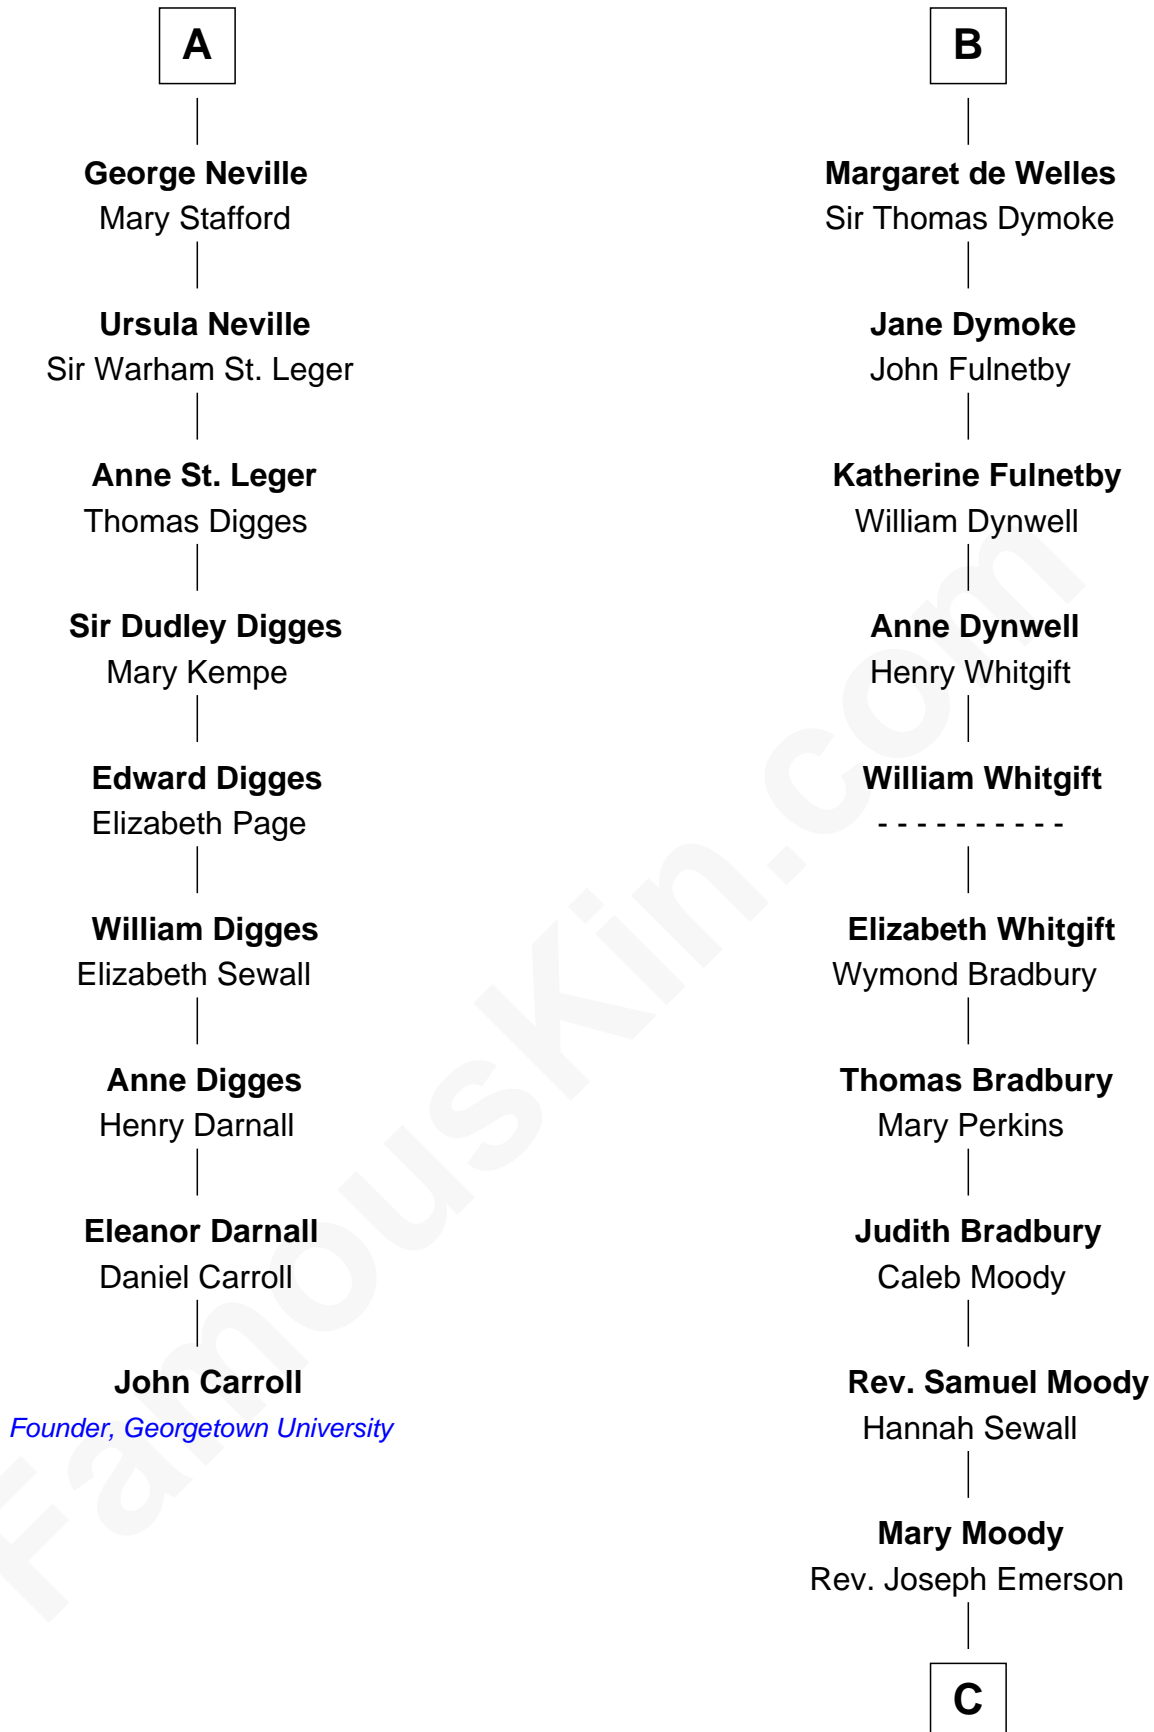 A
George Neville
Mary Stafford
Ursula Neville
Sir Warham St. Leger
Anne St. Leger
Thomas Digges
Sir Dudley Digges
Mary Kempe
Edward Digges
Elizabeth Page
William Digges
Elizabeth Sewall
Anne Digges
Henry Darnall
Eleanor Darnall
Daniel Carroll
John Carroll
Founder, Georgetown University
B
Margaret de Welles
Sir Thomas Dymoke
Jane Dymoke
John Fulnetby
Katherine Fulnetby
William Dynwell
Anne Dynwell
Henry Whitgift
William Whitgift
- - - - - - - - - -
Elizabeth Whitgift
Wymond Bradbury
Thomas Bradbury
Mary Perkins
Judith Bradbury
Caleb Moody
Rev. Samuel Moody
Hannah Sewall
Mary Moody
Rev. Joseph Emerson
C
FamousKin.com